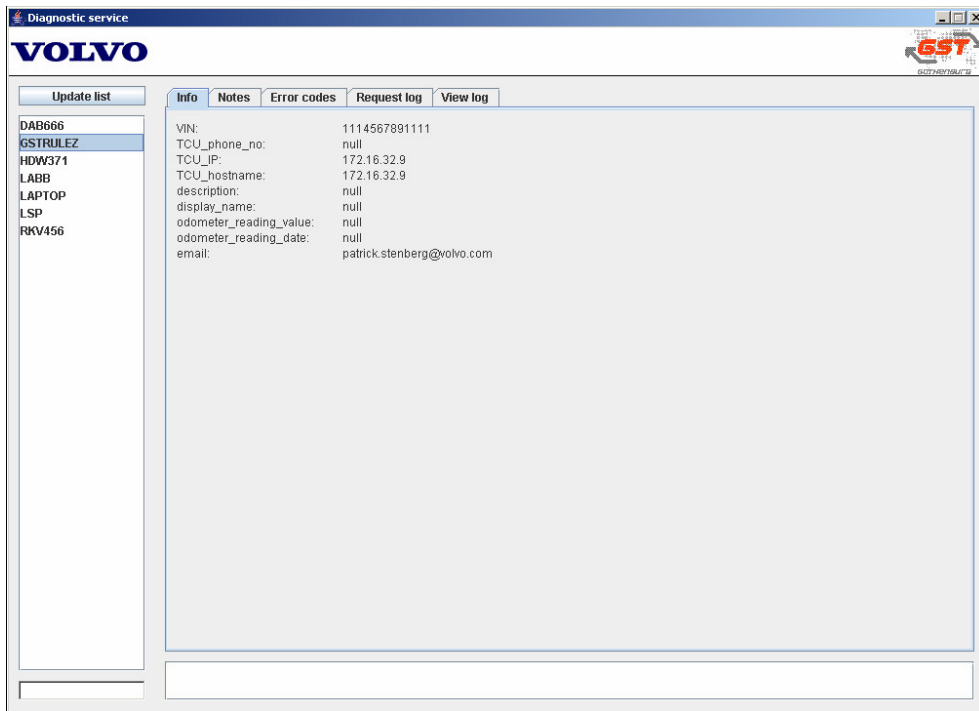 Diagnostic service
VOLVO
GST
GOTHENBURG
Update list
Info Notes Error codes Request log View log
DAB666
GSTRULEZ
HDW371
LABB
LAPTOP
LSP
RKV456
VIN: 1114567891111
TCU_phone_no: null
TCU_IP: 172.16.32.9
TCU_hostname: 172.16.32.9
description: null
display_name: null
odometer_reading_value: null
odometer_reading_date: null
email: patrick.stenberg@volvo.com